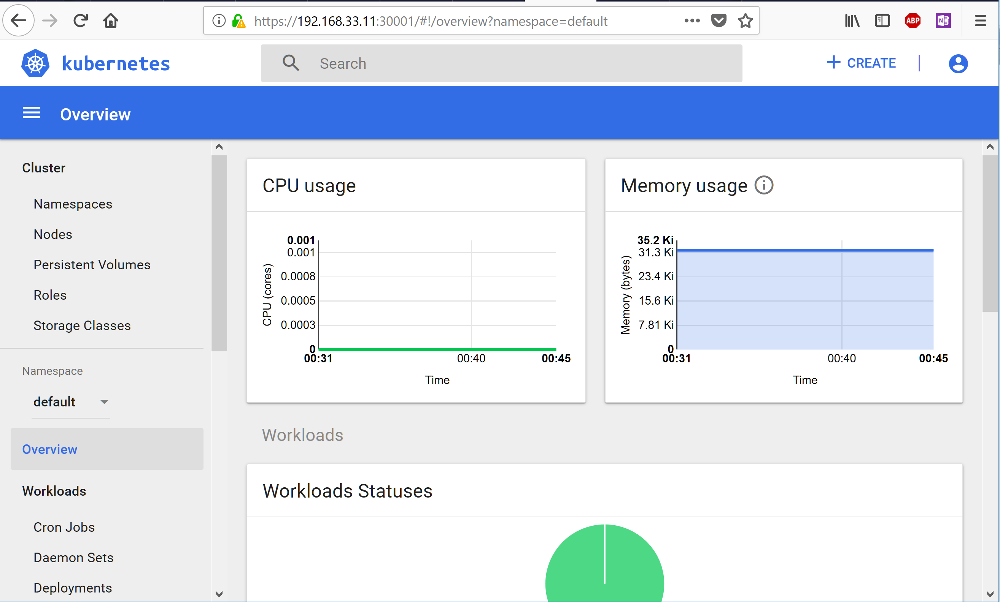 https://192.168.33.11:30001/#!/overview?namespace=default
ABP
N
kubernetes
Search
+ CREATE
Overview
Cluster
Namespaces
Nodes
Persistent Volumes
Roles
Storage Classes
Namespace
default
Overview
Workloads
Cron Jobs
Daemon Sets
Deployments
CPU usage
CPU (cores)
0.001
0.001
0.0008
0.0005
0.0003
0
00:31
00:40
00:45
Time
Memory usage
Memory (bytes)
35.2 Ki
31.3 Ki
23.4 Ki
15.6 Ki
7.81 Ki
0
00:31
00:40
00:45
Time
Workloads
Workloads Statuses